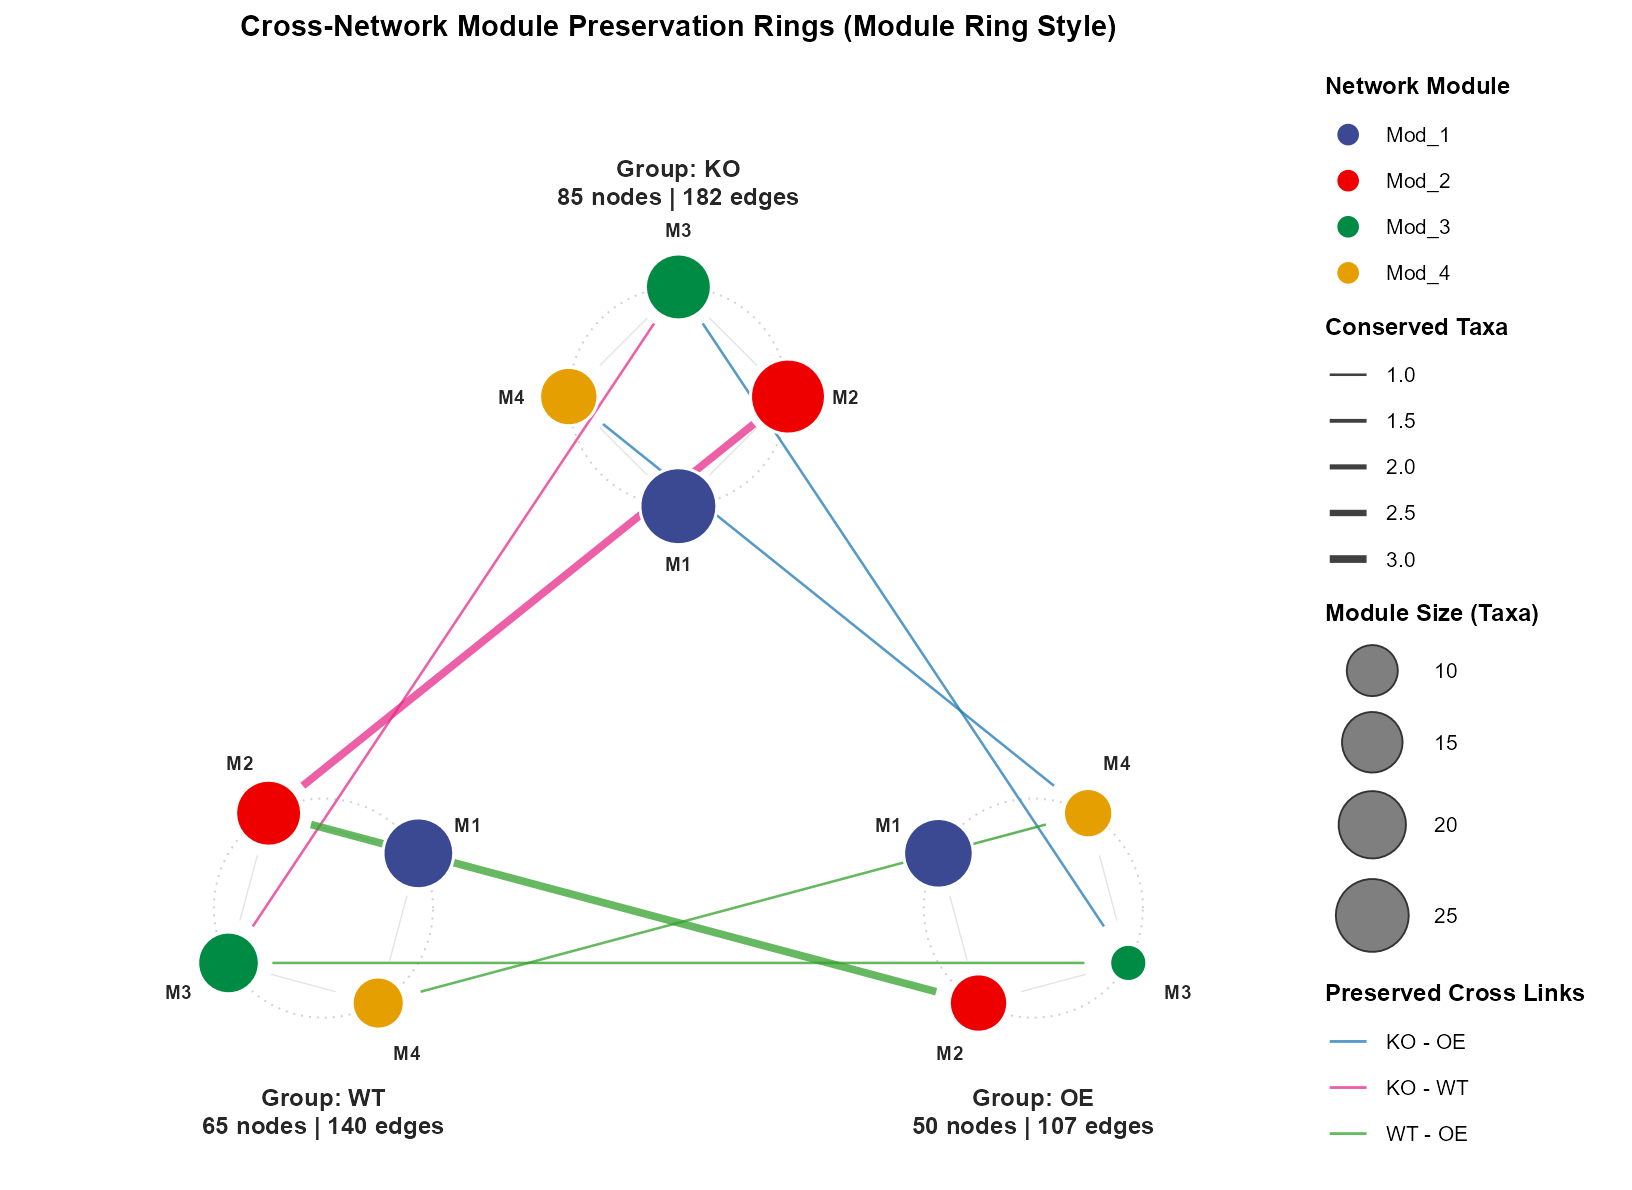 Cross-Network Module Preservation Rings (Module Ring Style)
Group: KO
85 nodes | 182 edges
M3
M4
M2
M1
M2
M1
M3
M4
Group: WT
65 nodes | 140 edges
M4
M1
M3
M2
Group: OE
50 nodes | 107 edges
Network Module
Mod_1
Mod_2
Mod_3
Mod_4
Conserved Taxa
1.0
1.5
2.0
2.5
3.0
Module Size (Taxa)
10
15
20
25
Preserved Cross Links
KO - OE
KO - WT
WT - OE